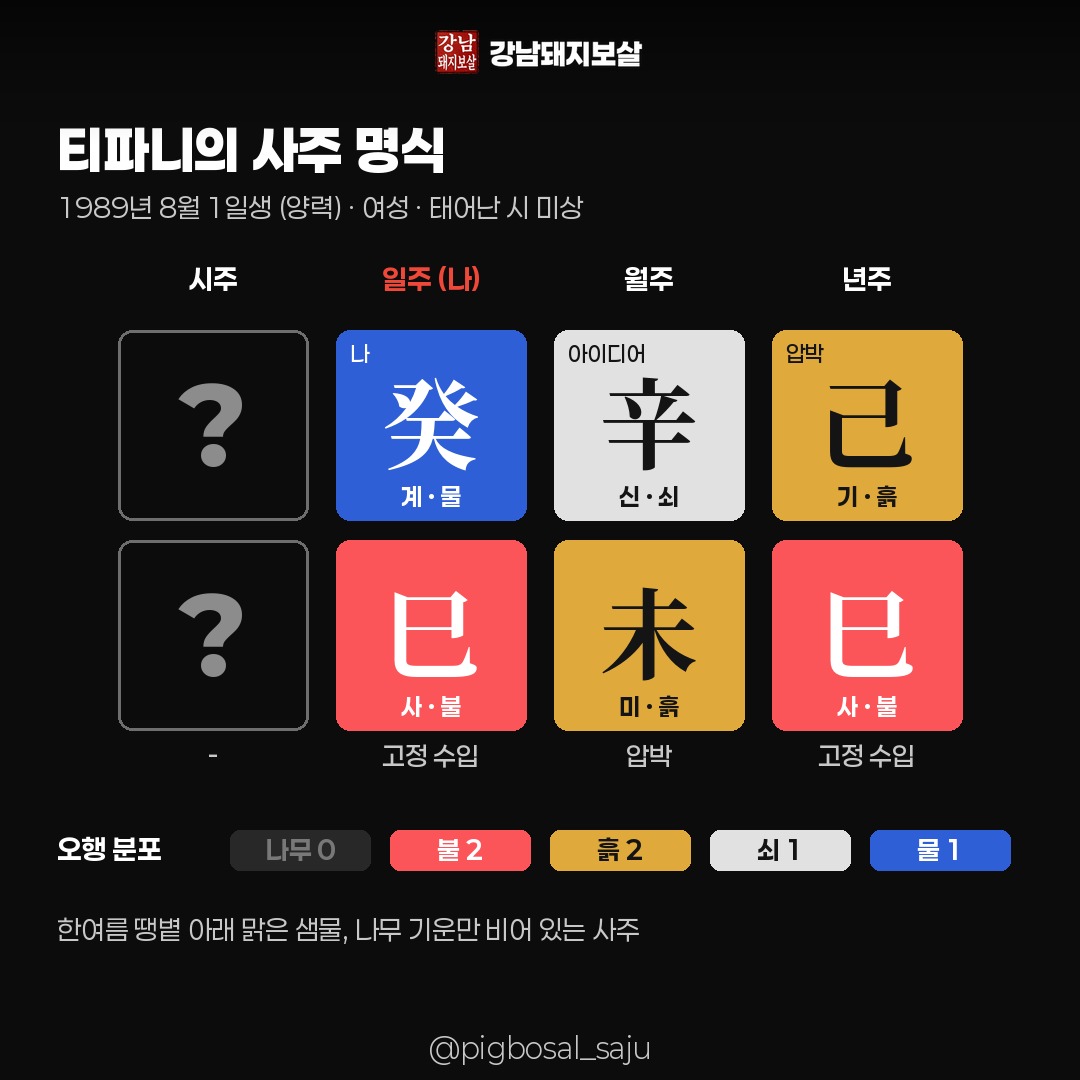 강남
돼지보살
강남돼지보살
티파니의 사주 명식
1989년 8월 1일생 (양력) · 여성 · 태어난 시 미상
시주 일주 (나) 월주 년주
?
나
癸
계 · 물
아이디어
辛
신 · 쇠
압박
己
기 · 흙
?
巳
사 · 불
未
미 · 흙
巳
사 · 불
- 고정 수입 압박 고정 수입
오행 분포 나무 0 불 2 흙 2 쇠 1 물 1
한여름 땡볕 아래 맑은 샘물, 나무 기운만 비어 있는 사주
@pigbosal_saju